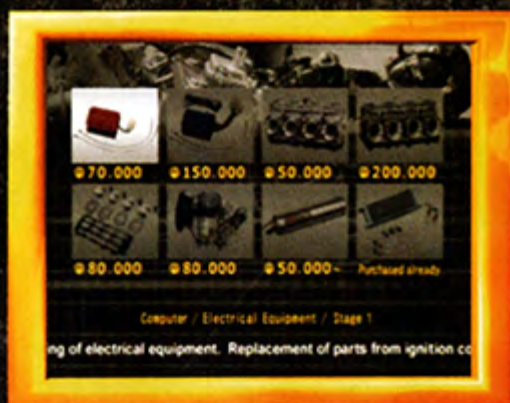 70.000 150.000 50.000 200.000
80.000 80.000 50.000~ Purchased already
Computer / Electrical Equipment / Stage 1
ng of electrical equipment. Replacement of parts from ignition co